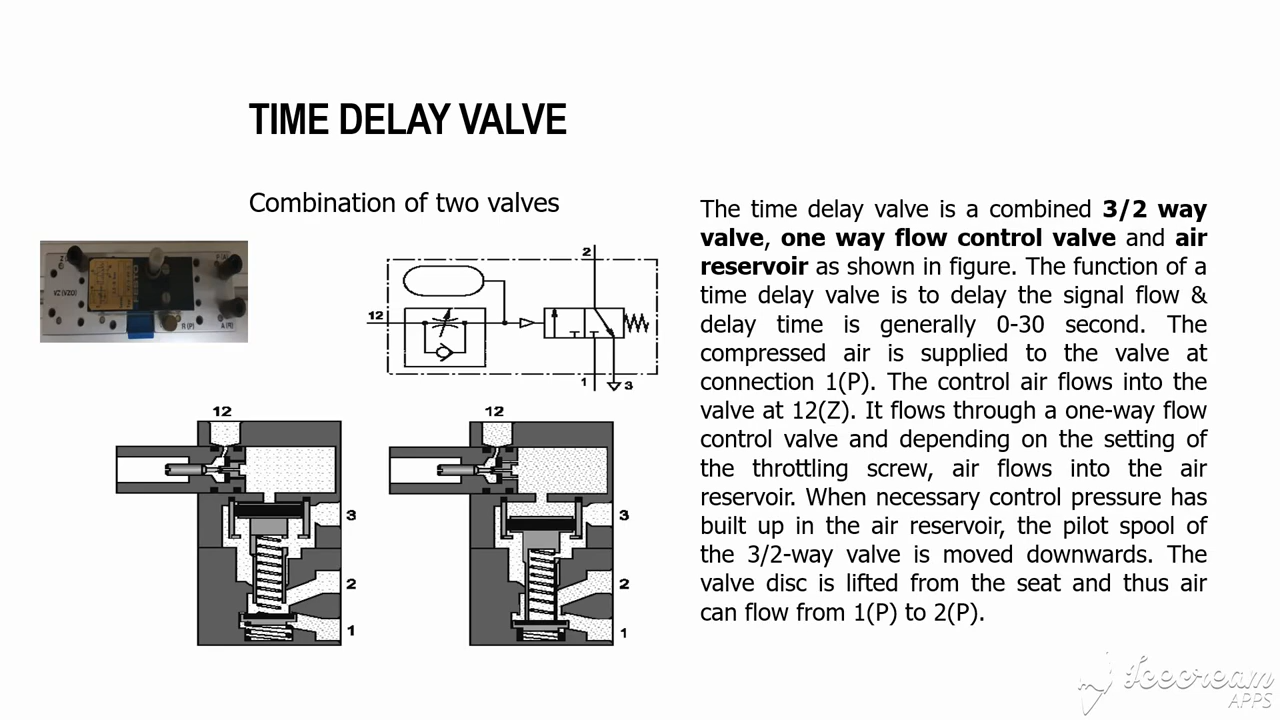 TIME DELAY VALVE
Combination of two valves
The time delay valve is a combined 3/2 way
valve, one way flow control valve and air
reservoir as shown in figure. The function of a
time delay valve is to delay the signal flow &
delay time is generally 0-30 second. The
compressed air is supplied to the valve at
connection 1(P). The control air flows into the
valve at 12(Z). It flows through a one-way flow
control valve and depending on the setting of
the throttling screw, air flows into the air
reservoir. When necessary control pressure has
built up in the air reservoir, the pilot spool of
the 3/2-way valve is moved downwards. The
valve disc is lifted from the seat and thus air
can flow from 1(P) to 2(P).
2
12
1
3
12
3
2
1
12
3
2
1
FESTO
Icecream
APPS